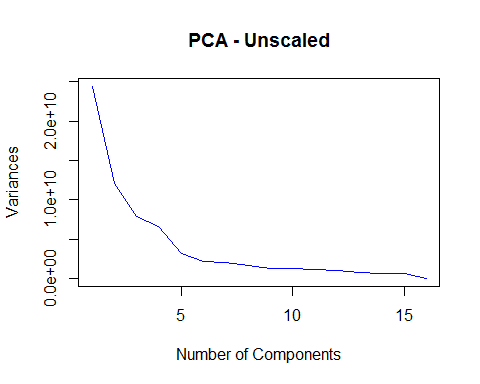 PCA - Unscaled
Variances
2.0e+10
1.0e+10
0.0e+00
5
10
15
Number of Components